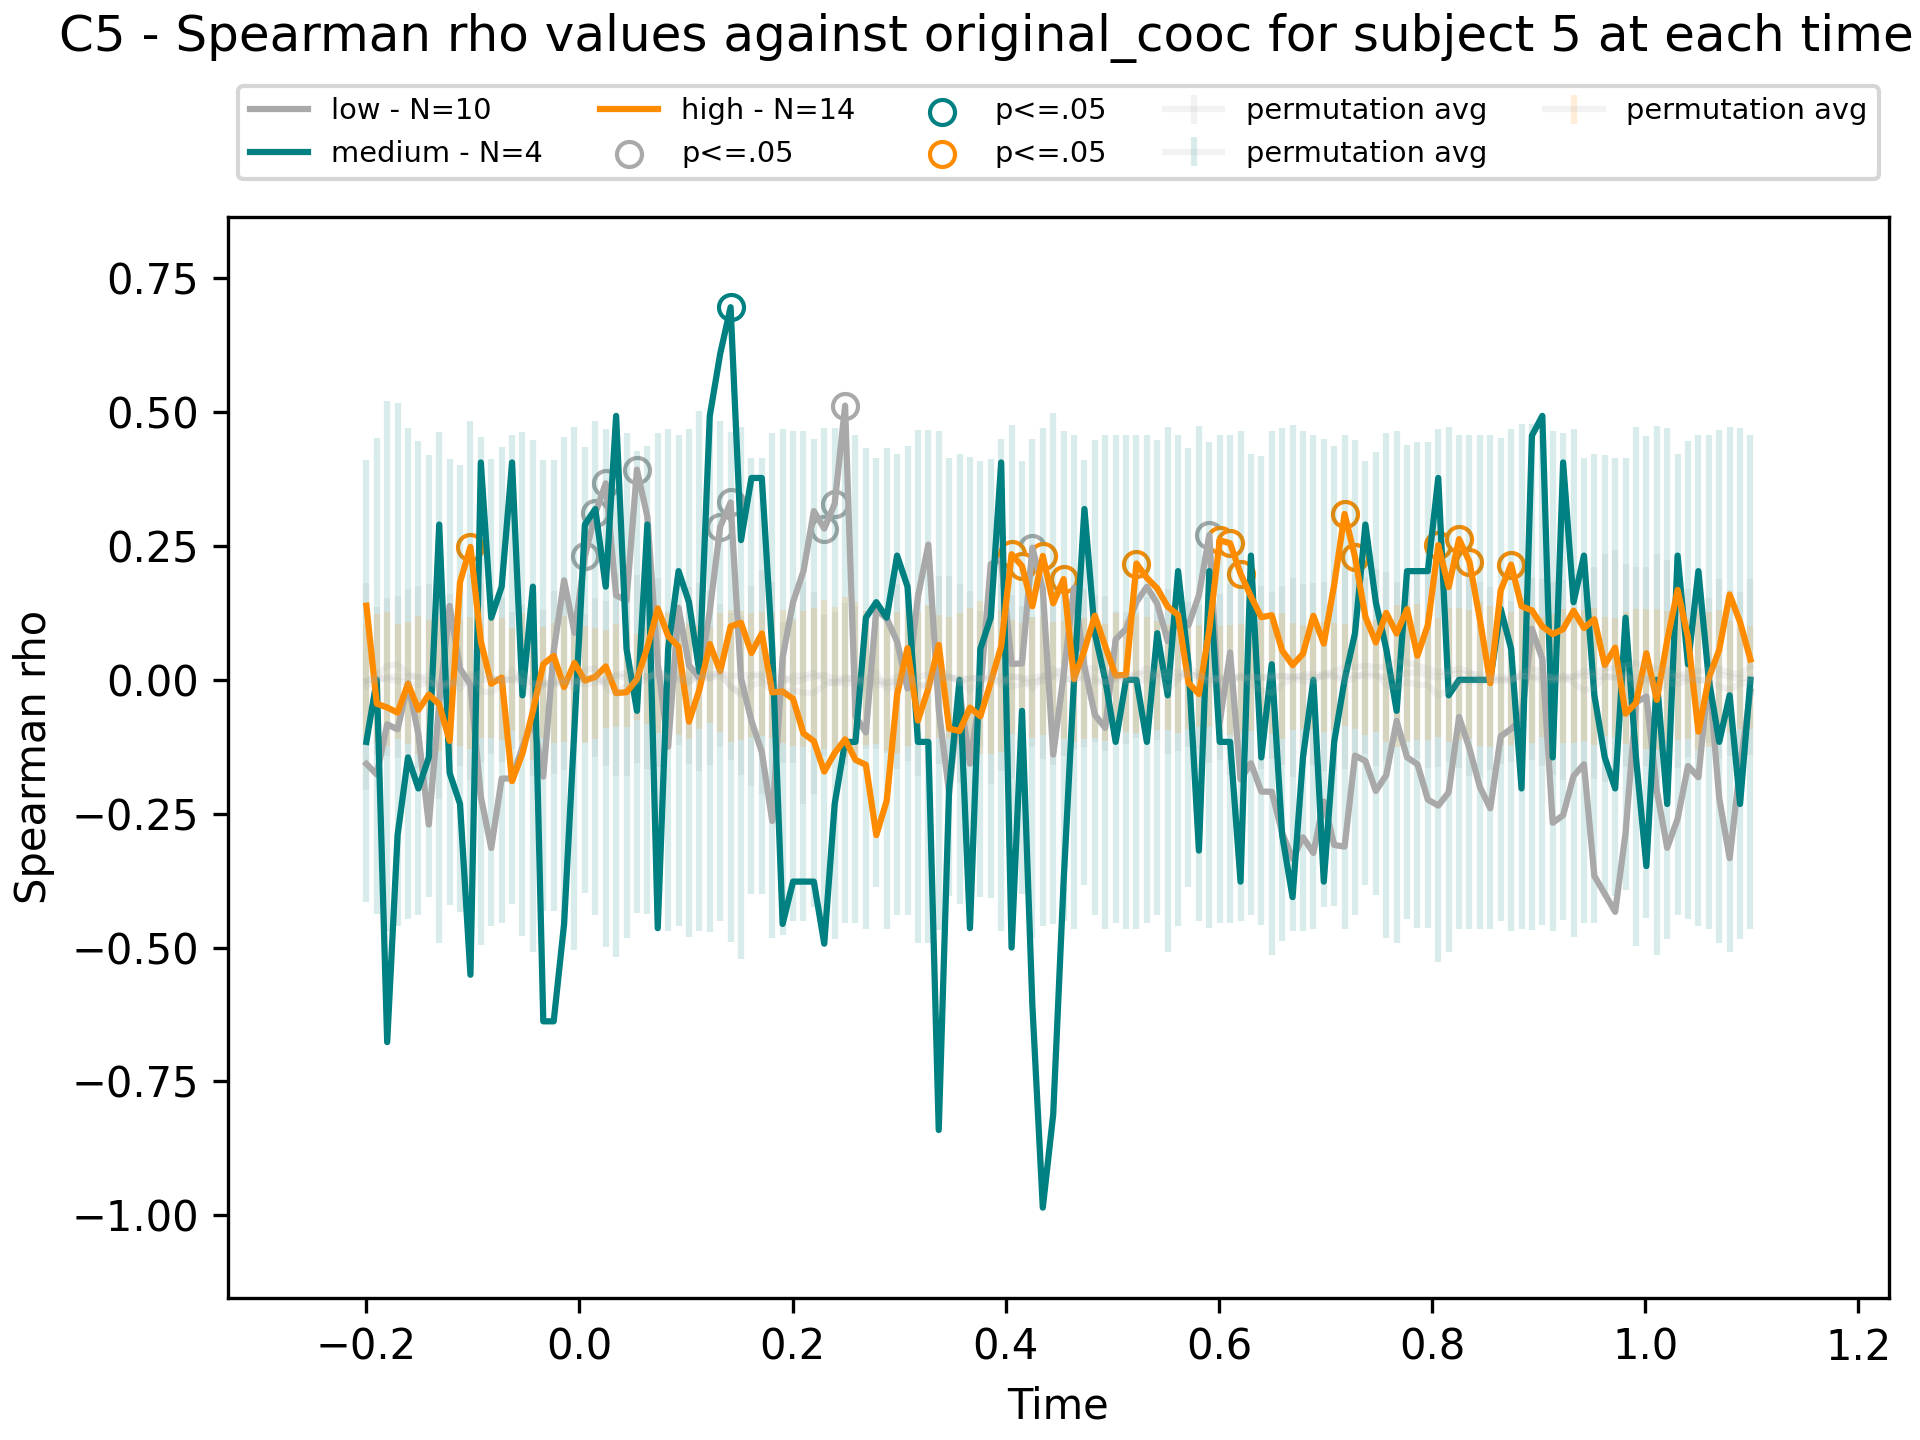 C5 - Spearman rho values against original_cooc for subject 5 at each time
low - N=10
medium - N=4
high - N=14
p<=.05
p<=.05
p<=.05
permutation avg
permutation avg
permutation avg
Spearman rho
0.75
0.50
0.25
0.00
−0.25
−0.50
−0.75
−1.00
−0.2 0.0 0.2 0.4 0.6 0.8 1.0 1.2
Time